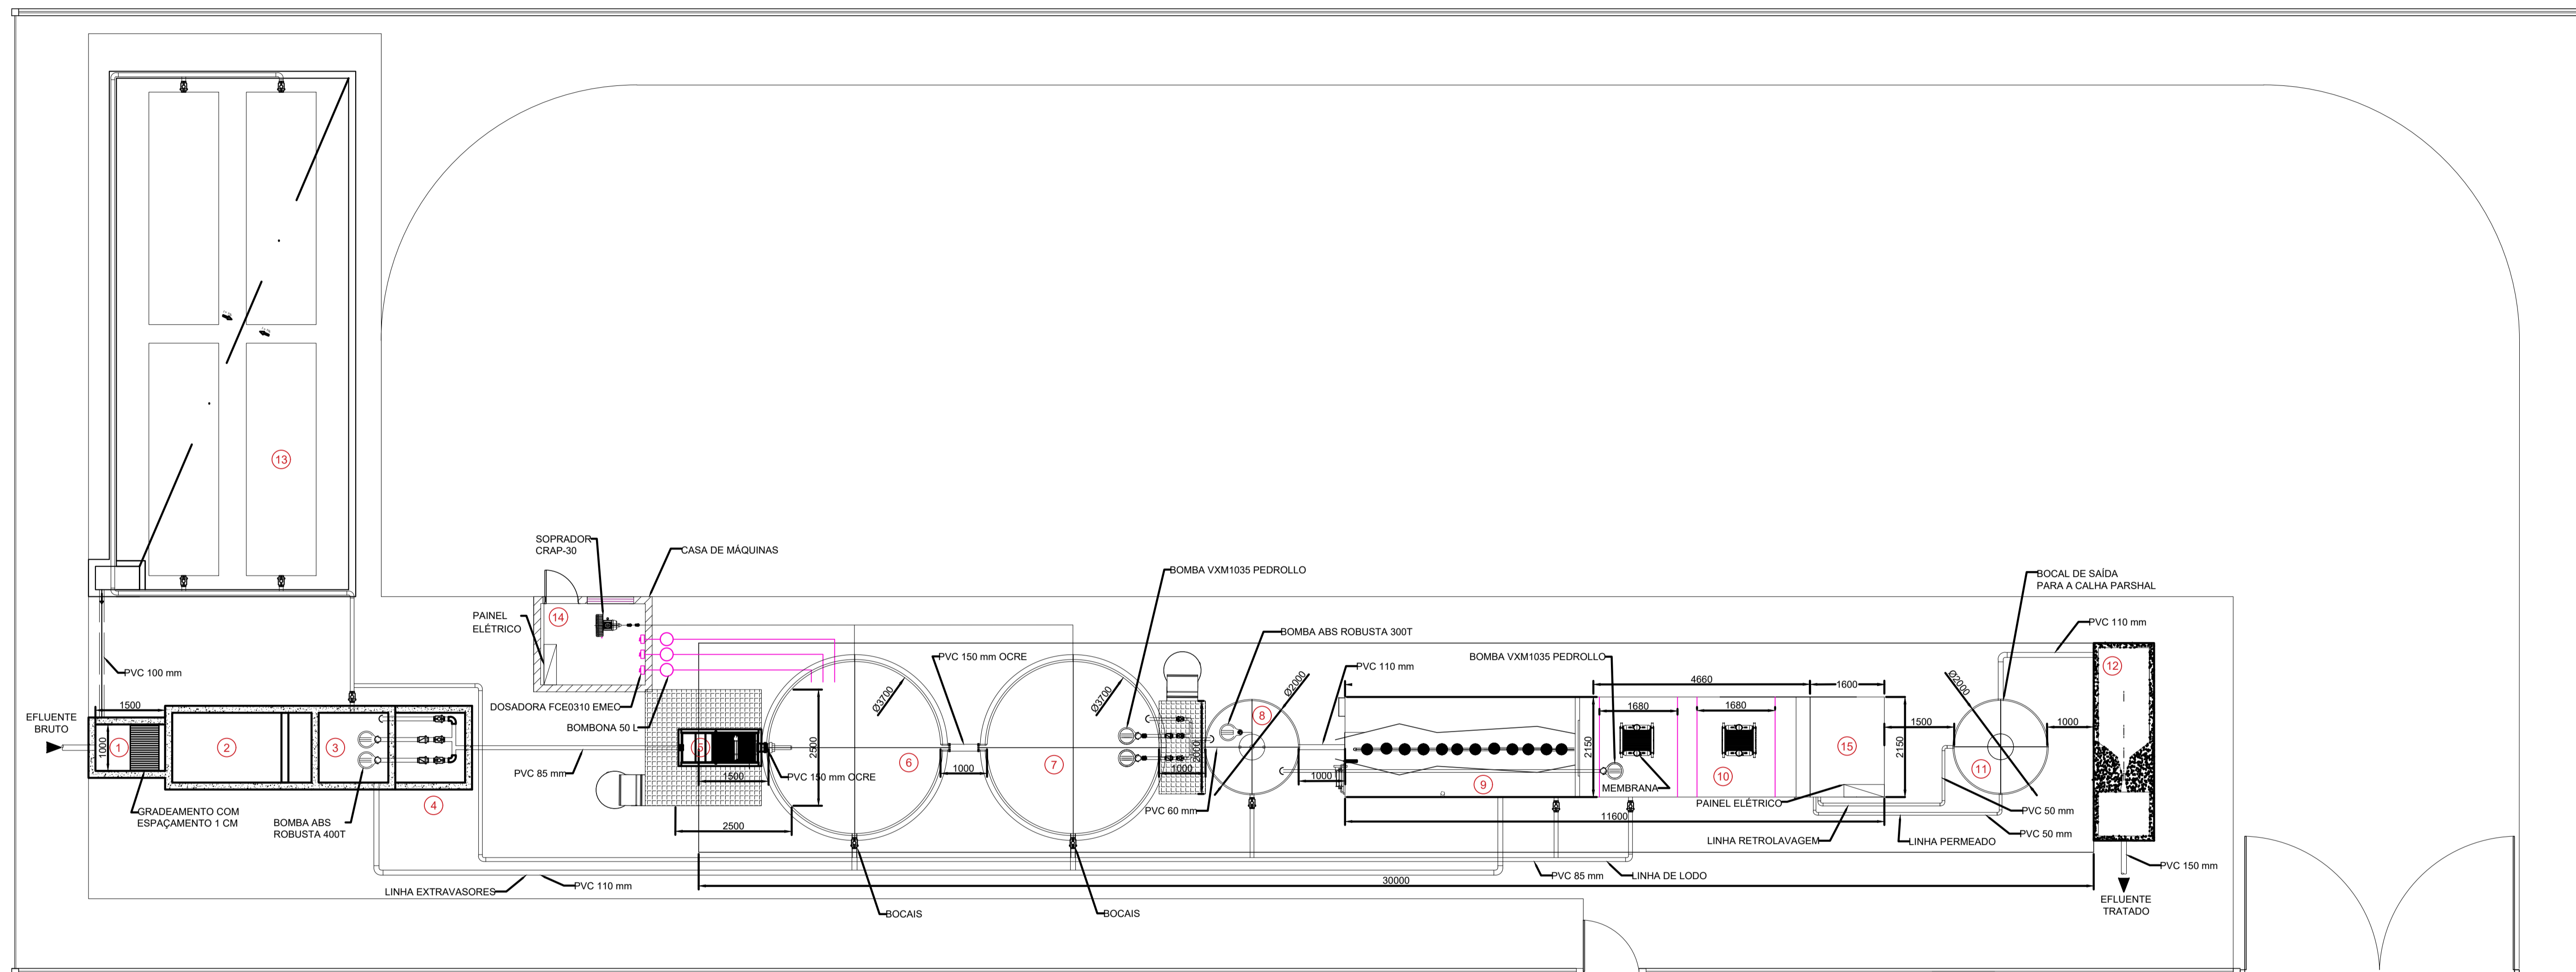 13
SOPRADOR
CRAP-30
CASA DE MÁQUINAS
14
PAINEL
ELÉTRICO
DOSADORA FCE0310 EMEC
BOMBONA 50 L
PVC 100 mm
EFLUENTE
BRUTO
1500
1000
1
2
3
4
GRADEAMENTO COM
ESPAÇAMENTO 1 CM
BOMBA ABS
ROBUSTA 400T
PVC 85 mm
5
1500
2500
2500
PVC 150 mm OCRE
Ø3700
6
PVC 150 mm OCRE
1000
Ø3700
7
BOMBA VXM1035 PEDROLLO
BOMBA ABS ROBUSTA 300T
2000
1000
8
Ø2000
PVC 60 mm
PVC 110 mm
1000
9
BOMBA VXM1035 PEDROLLO
4660
1600
1680
1680
2150
2150
MEMBRANA
10
15
PAINEL ELÉTRICO
11600
1500
Ø2000
11
1000
BOCAL DE SAÍDA
PARA A CALHA PARSHAL
PVC 110 mm
12
PVC 50 mm
PVC 50 mm
LINHA RETROLAVAGEM
LINHA PERMEADO
LINHA EXTRAVASORES
PVC 110 mm
30000
PVC 85 mm
LINHA DE LODO
PVC 150 mm
BOCAIS
BOCAIS
EFLUENTE
TRATADO